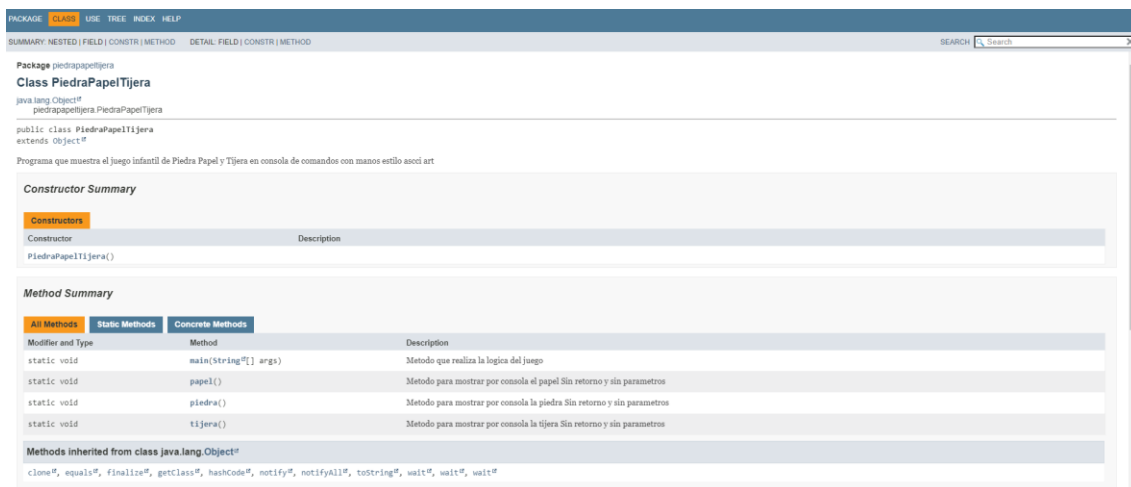 PACKAGE CLASS USE TREE INDEX HELP
SUMMARY: NESTED | FIELD | CONSTR | METHOD DETAIL: FIELD | CONSTR | METHOD SEARCH Search X
Package piedrapapeltijera
Class PiedraPapelTijera
java.lang.Object
piedrapapeltijera.PiedraPapelTijera
public class PiedraPapelTijera
extends Object
Programa que muestra el juego infantil de Piedra Papel y Tijera en consola de comandos con manos estilo ascci art
Constructor Summary
Constructors
Constructor Description
PiedraPapelTijera()
Method Summary
All Methods Static Methods Concrete Methods
Modifier and Type Method Description
static void main(String[] args) Metodo que realiza la logica del juego
static void papel() Metodo para mostrar por consola el papel Sin retorno y sin parametros
static void piedra() Metodo para mostrar por consola la piedra Sin retorno y sin parametros
static void tijera() Metodo para mostrar por consola la tijera Sin retorno y sin parametros
Methods inherited from class java.lang.Object
clone, equals, finalize, getClass, hashCode, notify, notifyAll, toString, wait, wait, wait